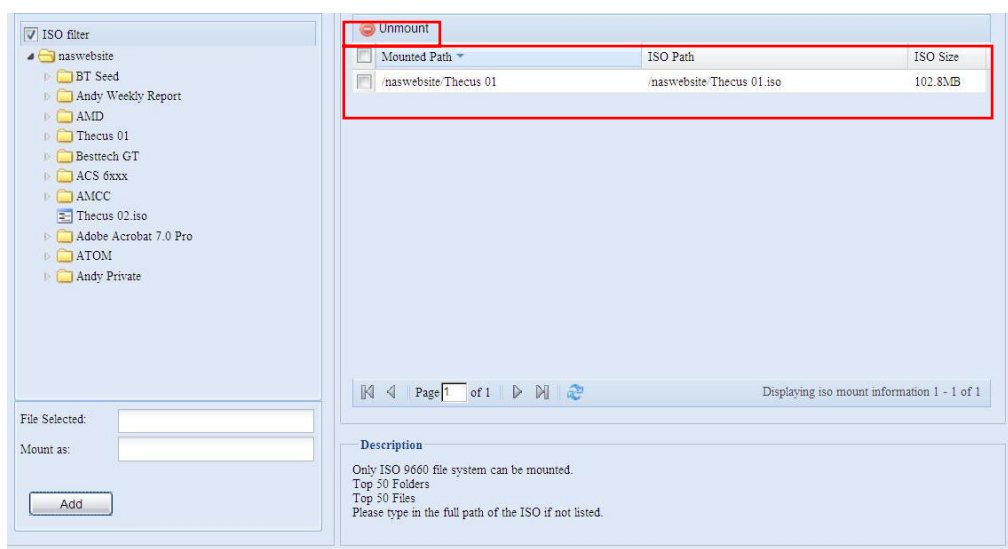 ISO filter
naswebsite
BT Seed
Andy Weekly Report
AMD
Thecus 01
Besttech GT
ACS 6xxx
AMCC
Thecus 02.iso
Adobe Acrobat 7.0 Pro
ATOM
Andy Private
File Selected:
Mount as:
Add
Unmount
Mounted Path ISO Path ISO Size
/naswebsite/Thecus 01 /naswebsite/Thecus 01.iso 102.8MB
Page 1 of 1 Displaying iso mount information 1 - 1 of 1
Description
Only ISO 9660 file system can be mounted.
Top 50 Folders
Top 50 Files
Please type in the full path of the ISO if not listed.